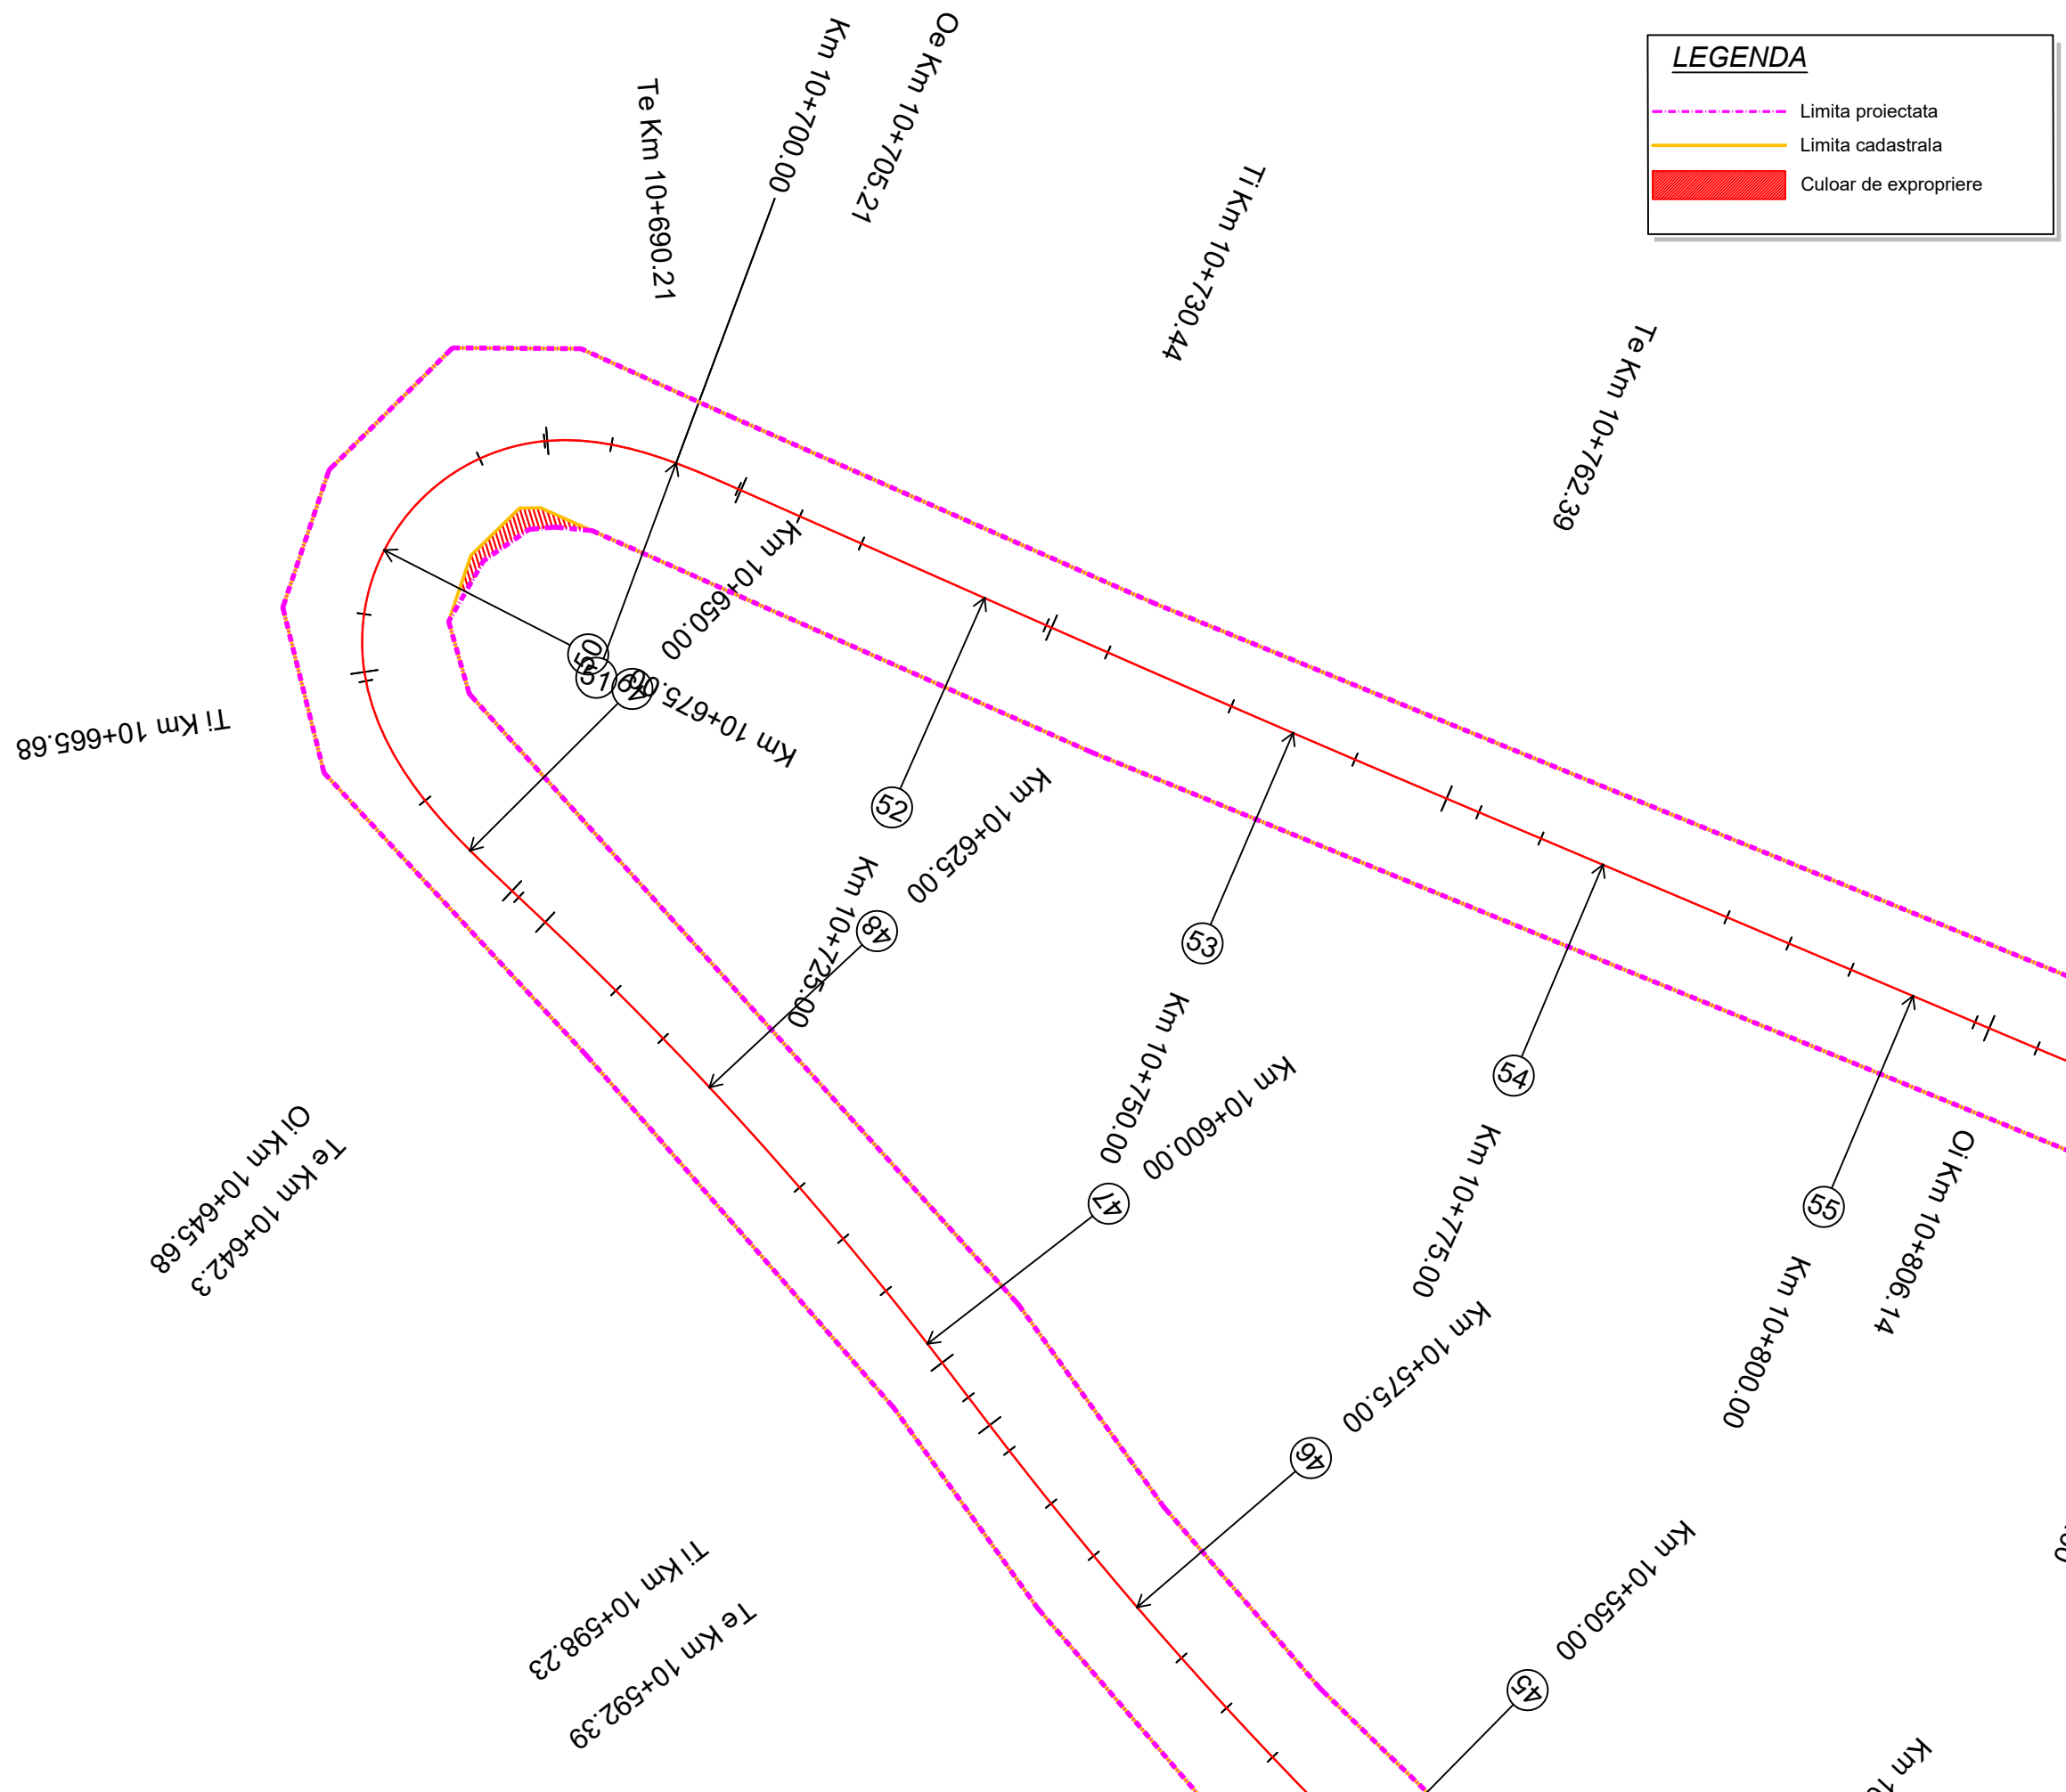 LEGENDA
Limita proiectata
Limita cadastrala
Culoar de expropriere
Km 10+700.00
Oe Km 10+705.21
Te Km 10+690.21
Ti Km 10+730.44
Te Km 10+762.39
Km 10+650.00
50
51
49
Km 10+675.00
Ti Km 10+665.68
52
Km 10+625.00
48
Km 10+725.00
53
Km 10+750.00
Km 10+600.00
54
47
55
Oi Km 10+645.68
Te Km 10+642.3
Km 10+775.00
Oi Km 10+806.14
Km 10+800.00
Km 10+575.00
46
Ti Km 10+598.23
Te Km 10+592.39
Km 10+550.00
45
Km